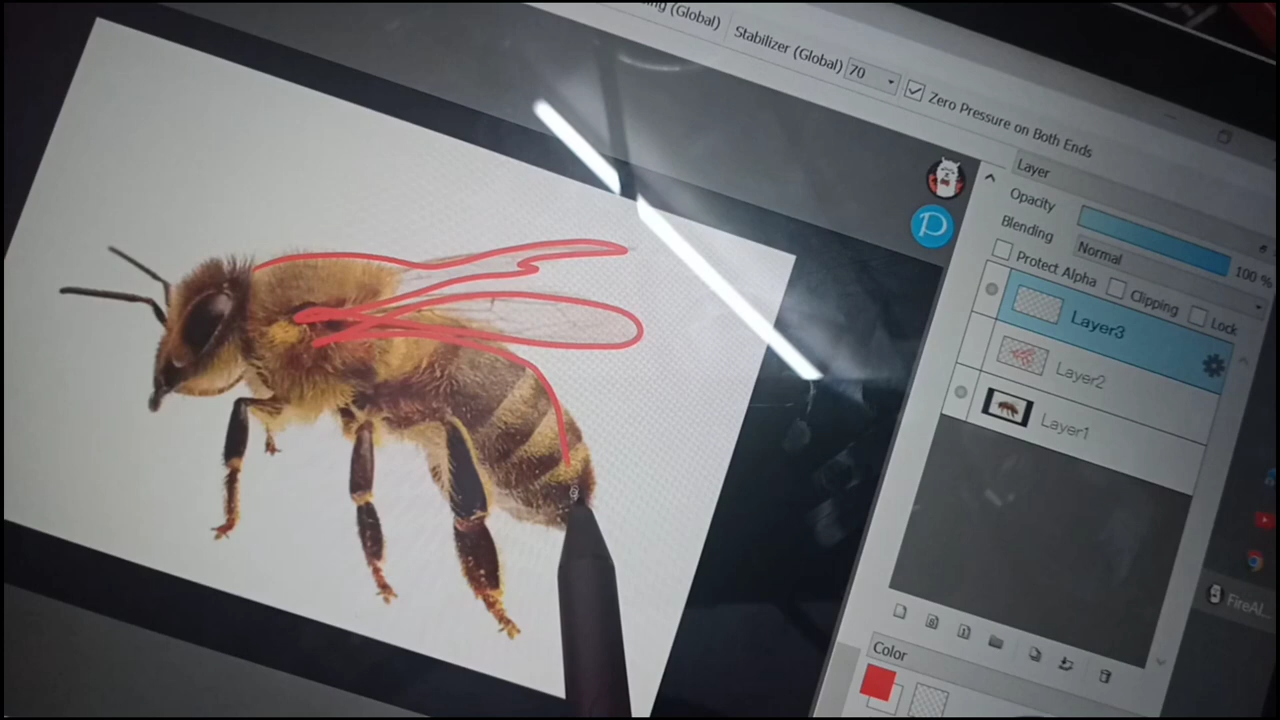 (Global)
Stabilizer (Global) 70
Zero Pressure on Both Ends
Layer
Opacity
100 %
Blending
Normal
Protect Alpha
Clipping
Lock
Layer3
Layer2
Layer1
Color
FireAL...